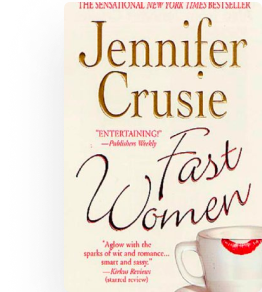 THE SENSATIONAL NEW YORK TIMES BESTSELLER
Jennifer
Crusie
"ENTERTAINING!"
—Publishers Weekly
Fast
Women
"Aglow with the
sparks of wit and romance...
smart and sassy."
—Kirkus Reviews
(starred review)